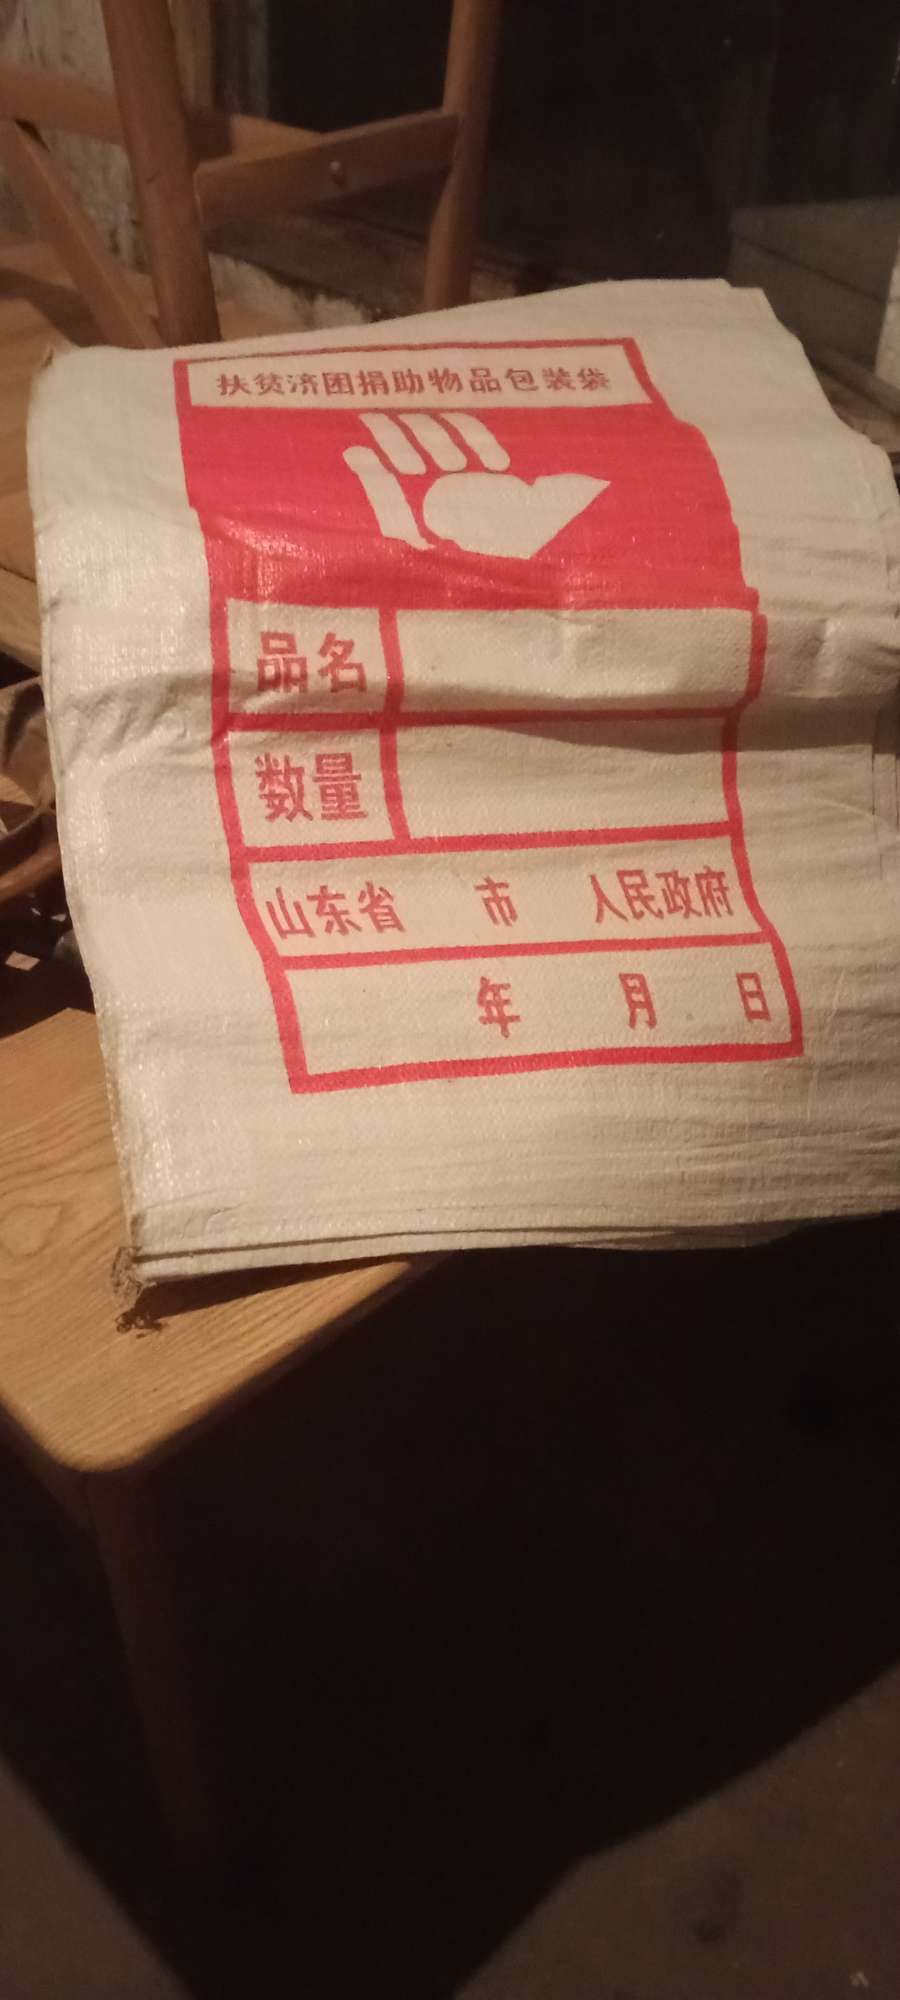 扶贫济困捐助物品包装袋
品名
数量
山东省 市 人民政府
年 月 日